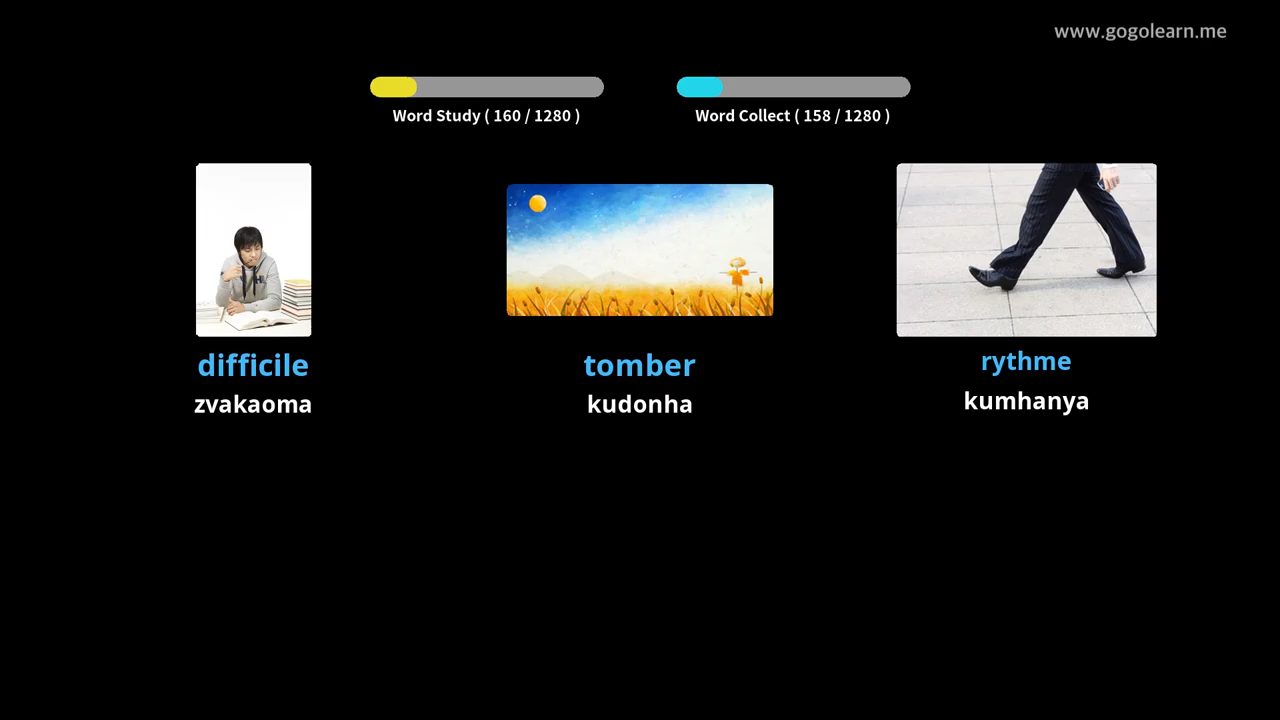 www.gogolearn.me
Word Study ( 160 / 1280 )
Word Collect ( 158 / 1280 )
difficile
zvakaoma
tomber
kudonha
rythme
kumhanya